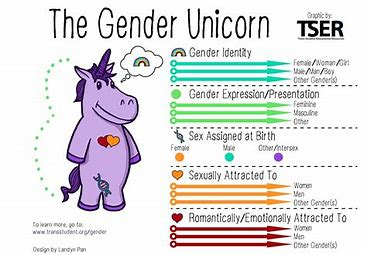 The Gender Unicorn
Graphic by:
TSER
Trans Student Educational Resources
Gender Identity
Female/Woman/Girl
Male/Man/Boy
Other Gender(s)
Gender Expression/Presentation
Feminine
Masculine
Other
Sex Assigned at Birth
Female Male Other/Intersex
Sexually Attracted To
Women
Men
Other Gender(s)
Romantically/Emotionally Attracted To
Women
Men
Other Gender(s)
To learn more, go to:
www.transstudent.org/gender
Design by Landyn Pan